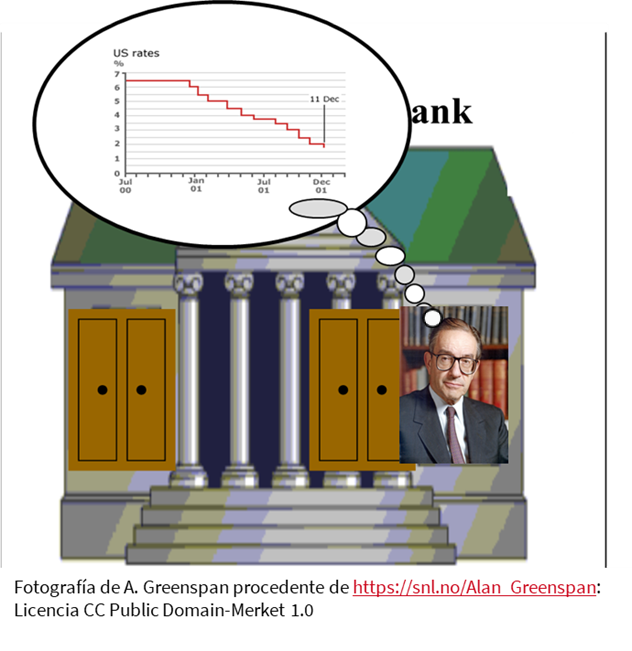 US rates
%
7
6
5
4
3
2
1
0
11 Dec
Jul
00
Jan
01
Jul
01
Dec
01
ank
Fotografía de A. Greenspan procedente de https://snl.no/Alan_Greenspan:
Licencia CC Public Domain-Merket 1.0